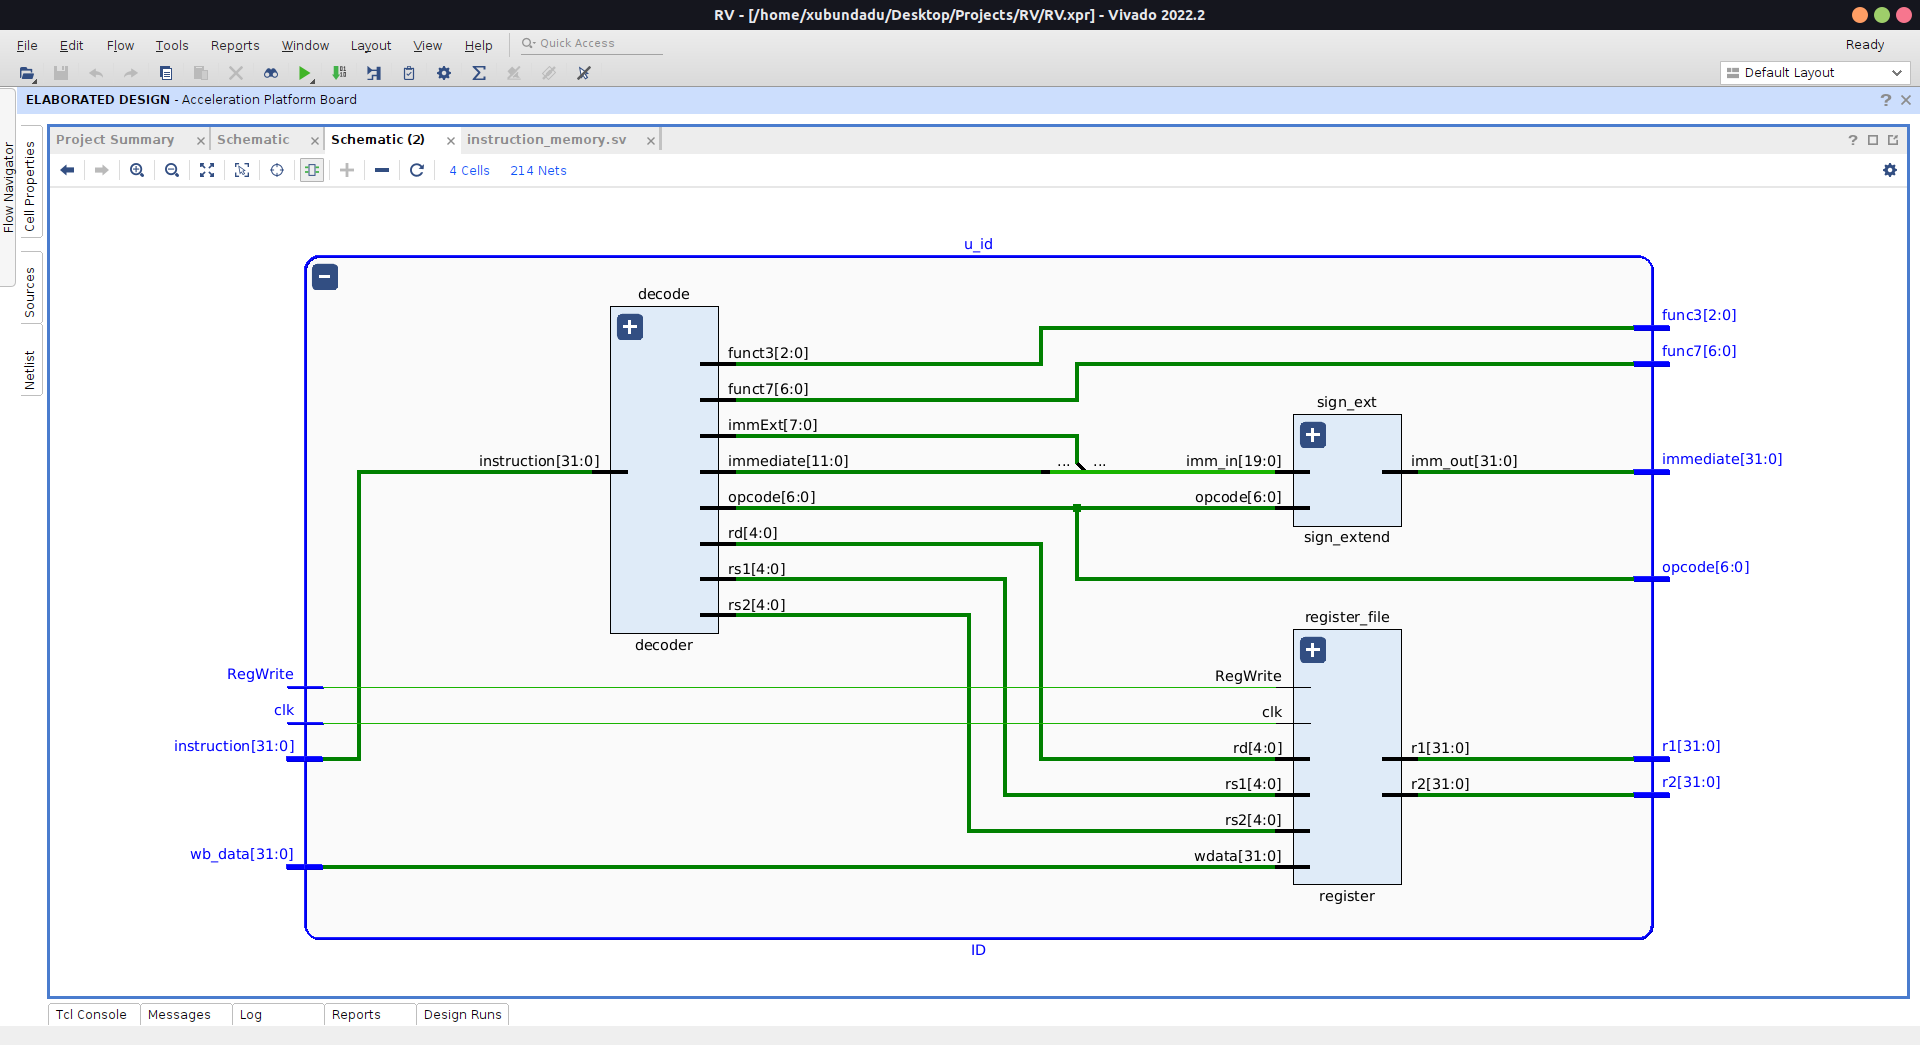 RV - [/home/xubundadu/Desktop/Projects/RV/RV.xpr] - Vivado 2022.2
File Edit Flow Tools Reports Window Layout View Help Quick Access Ready
Default Layout
ELABORATED DESIGN - Acceleration Platform Board
Flow Navigator
Cell Properties
Sources
Netlist
Project Summary Schematic Schematic (2) instruction_memory.sv
4 Cells 214 Nets
u_id
decode
funct3[2:0]
funct7[6:0]
immExt[7:0]
immediate[11:0]
opcode[6:0]
rd[4:0]
rs1[4:0]
rs2[4:0]
instruction[31:0]
decoder
... ...
sign_ext
imm_in[19:0]
opcode[6:0]
imm_out[31:0]
sign_extend
register_file
RegWrite
clk
rd[4:0]
rs1[4:0]
rs2[4:0]
wdata[31:0]
r1[31:0]
r2[31:0]
register
RegWrite
clk
instruction[31:0]
wb_data[31:0]
func3[2:0]
func7[6:0]
immediate[31:0]
opcode[6:0]
r1[31:0]
r2[31:0]
ID
Tcl Console Messages Log Reports Design Runs